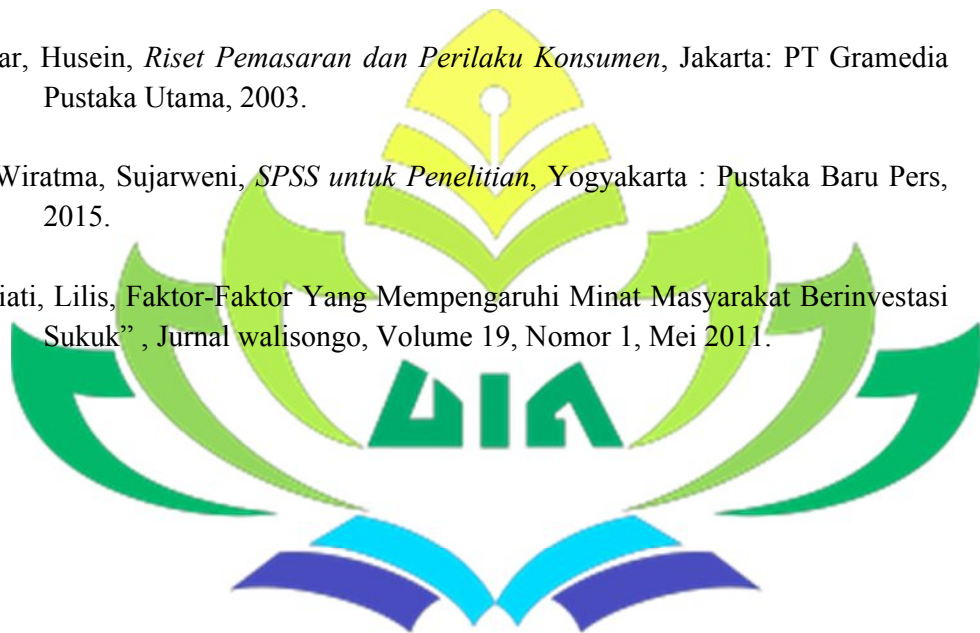 ar, Husein, Riset Pemasaran dan Perilaku Konsumen, Jakarta: PT Gramedia
Pustaka Utama, 2003.
Wiratma, Sujarweni, SPSS untuk Penelitian, Yogyakarta : Pustaka Baru Pers,
2015.
iati, Lilis, Faktor-Faktor Yang Mempengaruhi Minat Masyarakat Berinvestasi
Sukuk” , Jurnal walisongo, Volume 19, Nomor 1, Mei 2011.
UIN